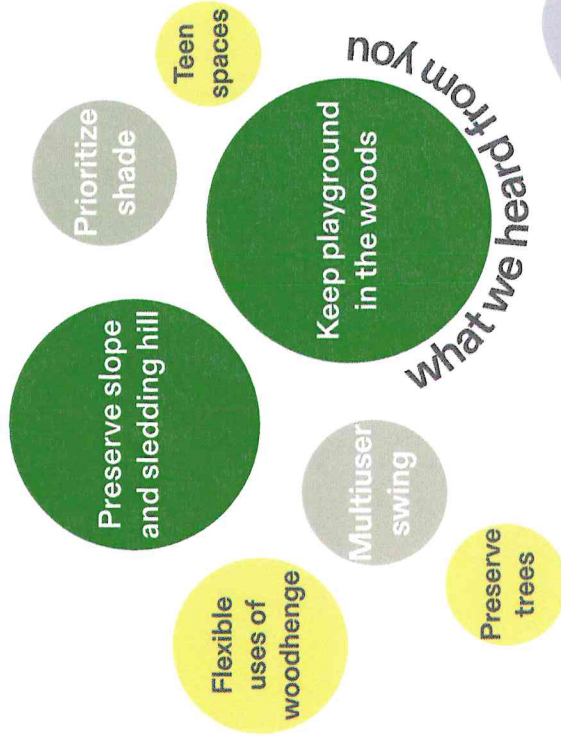 Preserve slope
and sledding hill
Prioritize
shade
Teen
spaces
Flexible
uses of
woodhenge
Multiuser
swing
Keep playground
in the woods
Preserve
trees
what we heard from you